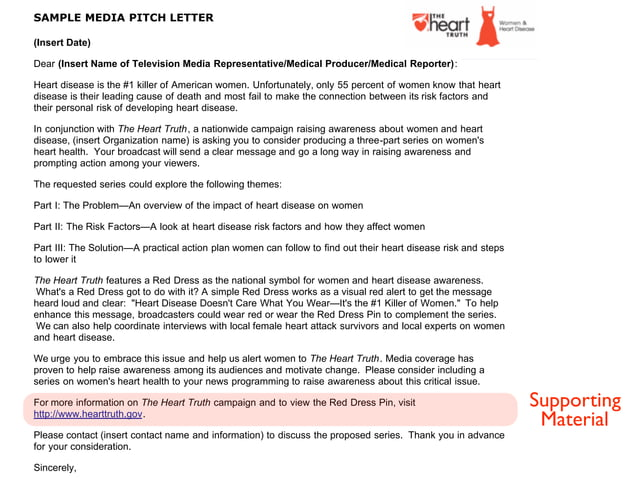 SAMPLE MEDIA PITCH LETTER
THE
heart
TRUTH
Women &
Heart Disease
(Insert Date)
Dear (Insert Name of Television Media Representative/Medical Producer/Medical Reporter):
Heart disease is the #1 killer of American women. Unfortunately, only 55 percent of women know that heart
disease is their leading cause of death and most fail to make the connection between its risk factors and
their personal risk of developing heart disease.
In conjunction with The Heart Truth, a nationwide campaign raising awareness about women and heart
disease, (insert Organization name) is asking you to consider producing a three-part series on women's
heart health. Your broadcast will send a clear message and go a long way in raising awareness and
prompting action among your viewers.
The requested series could explore the following themes:
Part I: The Problem—An overview of the impact of heart disease on women
Part II: The Risk Factors—A look at heart disease risk factors and how they affect women
Part III: The Solution—A practical action plan women can follow to find out their heart disease risk and steps
to lower it
The Heart Truth features a Red Dress as the national symbol for women and heart disease awareness.
What's a Red Dress got to do with it? A simple Red Dress works as a visual red alert to get the message
heard loud and clear: "Heart Disease Doesn't Care What You Wear—It's the #1 Killer of Women." To help
enhance this message, broadcasters could wear red or wear the Red Dress Pin to complement the series.
We can also help coordinate interviews with local female heart attack survivors and local experts on women
and heart disease.
We urge you to embrace this issue and help us alert women to The Heart Truth. Media coverage has
proven to help raise awareness among its audiences and motivate change. Please consider including a
series on women's heart health to your news programming to raise awareness about this critical issue.
For more information on The Heart Truth campaign and to view the Red Dress Pin, visit
http://www.hearttruth.gov.
Supporting
Material
Please contact (insert contact name and information) to discuss the proposed series. Thank you in advance
for your consideration.
Sincerely,